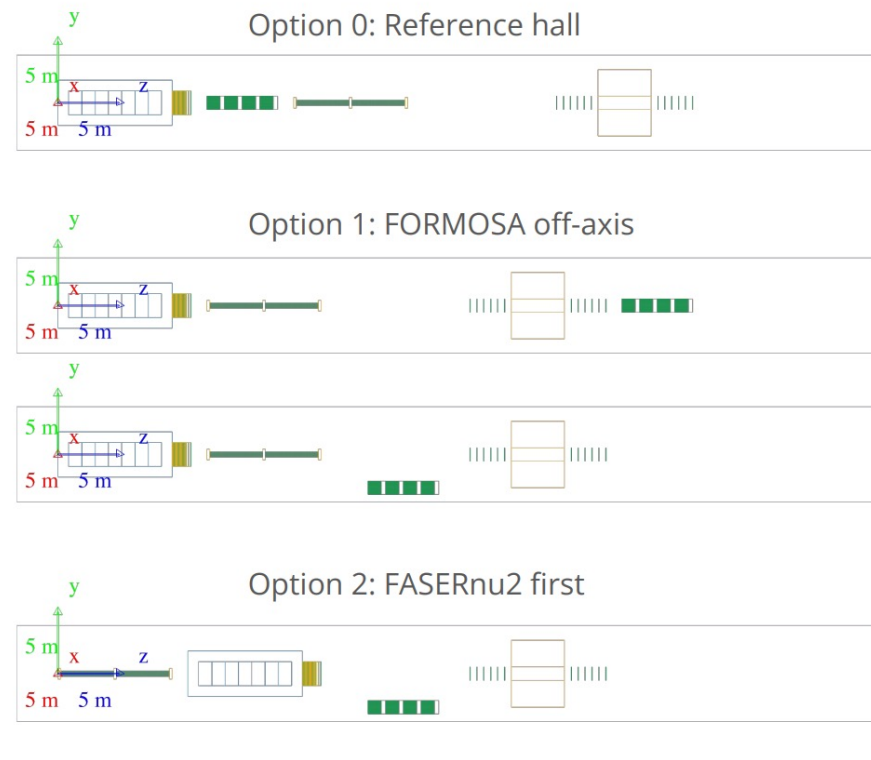 Option 0: Reference hall
y
5 m
x
z
5 m
5 m
Option 1: FORMOSA off-axis
y
5 m
x
z
5 m
5 m
y
5 m
x
z
5 m
5 m
Option 2: FASERnu2 first
y
5 m
x
z
5 m
5 m